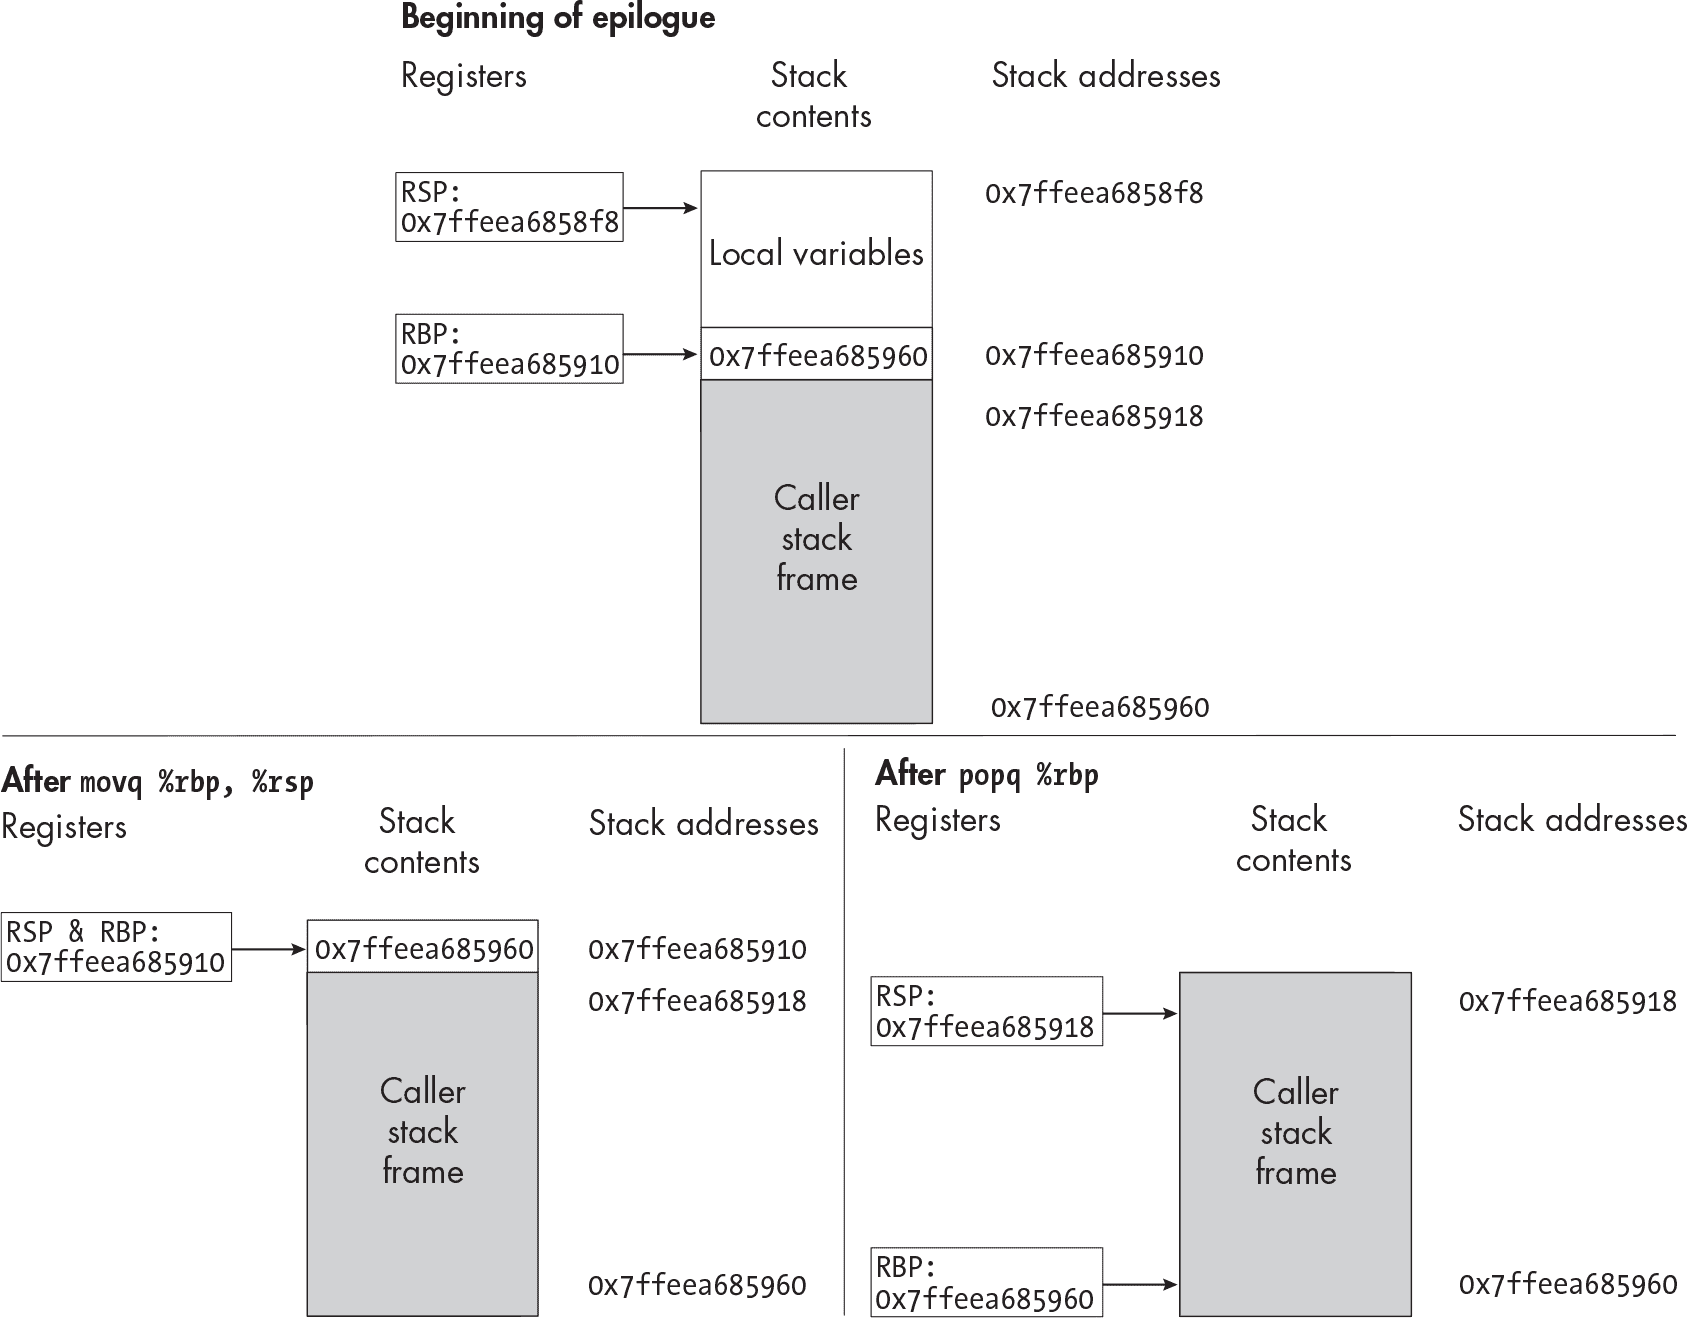 Beginning of epilogue
Registers
Stack
contents
Stack addresses
RSP:
0x7ffeea6858f8
0x7ffeea6858f8
Local variables
RBP:
0x7ffeea685910
0x7ffeea685960
0x7ffeea685910
0x7ffeea685918
Caller
stack
frame
0x7ffeea685960
After movq %rbp, %rsp
Registers
Stack
contents
Stack addresses
RSP & RBP:
0x7ffeea685910
0x7ffeea685960
0x7ffeea685910
0x7ffeea685918
Caller
stack
frame
0x7ffeea685960
After popq %rbp
Registers
Stack
contents
Stack addresses
RSP:
0x7ffeea685918
0x7ffeea685918
Caller
stack
frame
RBP:
0x7ffeea685960
0x7ffeea685960